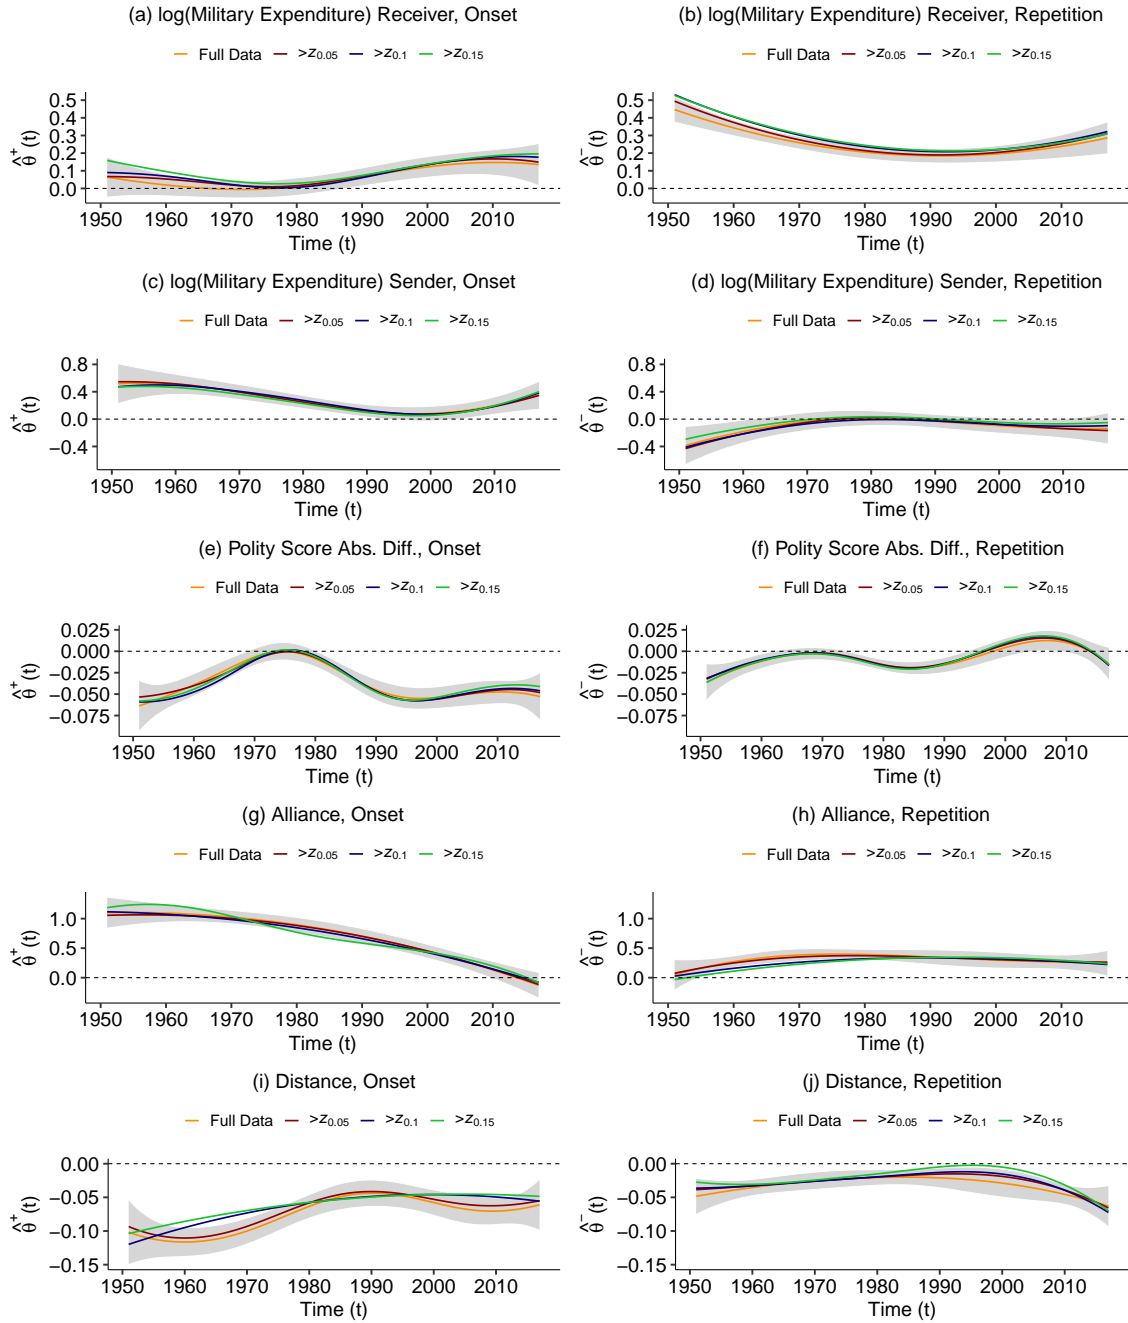 (a) log(Military Expenditure) Receiver, Onset
Full Data >z0.05 >z0.1 >z0.15
0.5
0.4
0.3
0.2
0.1
0.0
θ̂⁺(t)
1950 1960 1970 1980 1990 2000 2010
Time (t)
(b) log(Military Expenditure) Receiver, Repetition
Full Data >z0.05 >z0.1 >z0.15
0.5
0.4
0.3
0.2
0.1
0.0
θ̂⁻(t)
1950 1960 1970 1980 1990 2000 2010
Time (t)
(c) log(Military Expenditure) Sender, Onset
Full Data >z0.05 >z0.1 >z0.15
0.8
0.4
0.0
−0.4
θ̂⁺(t)
1950 1960 1970 1980 1990 2000 2010
Time (t)
(d) log(Military Expenditure) Sender, Repetition
Full Data >z0.05 >z0.1 >z0.15
0.8
0.4
0.0
−0.4
θ̂⁻(t)
1950 1960 1970 1980 1990 2000 2010
Time (t)
(e) Polity Score Abs. Diff., Onset
Full Data >z0.05 >z0.1 >z0.15
0.025
0.000
−0.025
−0.050
−0.075
θ̂⁺(t)
1950 1960 1970 1980 1990 2000 2010
Time (t)
(f) Polity Score Abs. Diff., Repetition
Full Data >z0.05 >z0.1 >z0.15
0.025
0.000
−0.025
−0.050
−0.075
θ̂⁻(t)
1950 1960 1970 1980 1990 2000 2010
Time (t)
(g) Alliance, Onset
Full Data >z0.05 >z0.1 >z0.15
1.0
0.5
0.0
θ̂⁺(t)
1950 1960 1970 1980 1990 2000 2010
Time (t)
(h) Alliance, Repetition
Full Data >z0.05 >z0.1 >z0.15
1.0
0.5
0.0
θ̂⁻(t)
1950 1960 1970 1980 1990 2000 2010
Time (t)
(i) Distance, Onset
Full Data >z0.05 >z0.1 >z0.15
0.00
−0.05
−0.10
−0.15
θ̂⁺(t)
1950 1960 1970 1980 1990 2000 2010
Time (t)
(j) Distance, Repetition
Full Data >z0.05 >z0.1 >z0.15
0.00
−0.05
−0.10
−0.15
θ̂⁻(t)
1950 1960 1970 1980 1990 2000 2010
Time (t)